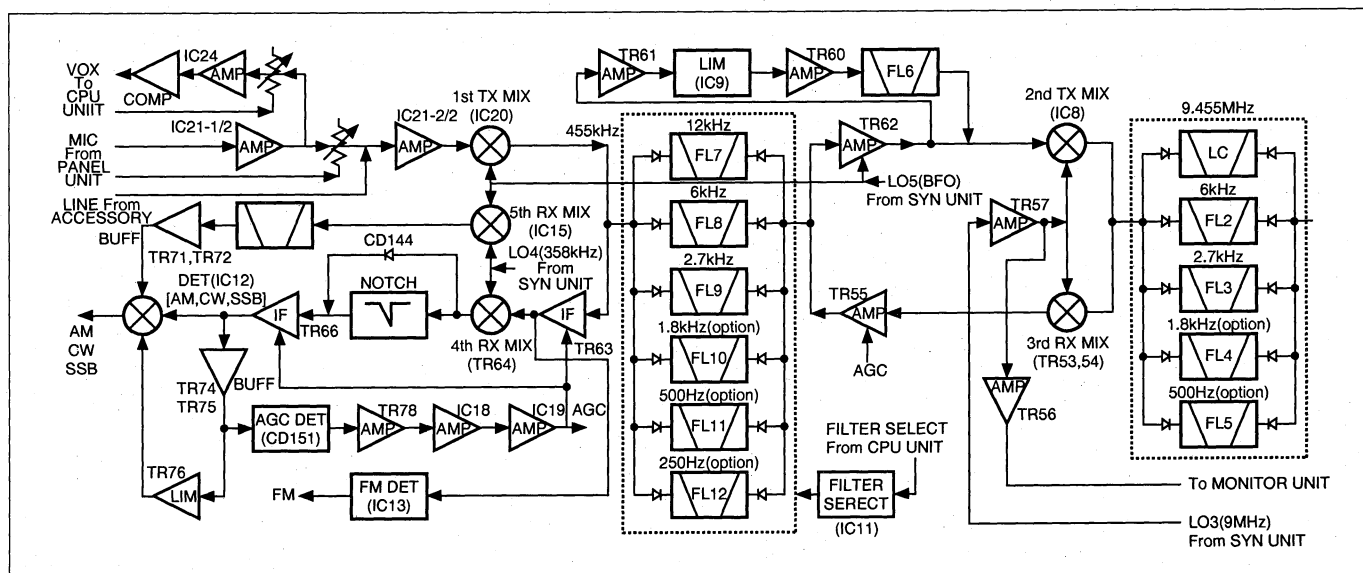 VOX
To
CPU
UNIIT
COMP
IC24
AMP
MIC
From
PANEL
UNIT
IC21-1/2
AMP
LINE From
ACCESSORY
IC21-2/2
AMP
1st TX MIX
(IC20)
455kHz
TR61
AMP
LIM
(IC9)
TR60
AMP
FL6
2nd TX MIX
(IC8)
9.455MHz
LC
12kHz
FL7
6kHz
FL8
2.7kHz
FL9
1.8kHz(option)
FL10
500Hz(option)
FL11
250Hz(option)
FL12
TR62
AMP
LO5(BFO)
From SYN UNIT
TR57
AMP
6kHz
FL2
2.7kHz
FL3
1.8kHz(option)
FL4
500Hz(option)
FL5
BUFF
TR71,TR72
5th RX MIX
(IC15)
CD144
LO4(358kHz)
From
SYN UNIT
DET(IC12)
[AM,CW,SSB]
AM
CW
SSB
IF
TR66
NOTCH
4th RX MIX
(TR64)
IF
TR63
TR55
AMP
AGC
3rd RX MIX
(TR53,54)
AMP
TR56
TR74
TR75
BUFF
AGC DET
(CD151)
TR78
AMP
IC18
AMP
IC19
AMP
AGC
TR76
LIM
FM
FM DET
(IC13)
FILTER SELECT
From CPU UNIT
FILTER
SERECT
(IC11)
To MONITOR UNIT
LO3(9MHz)
From SYN UNIT